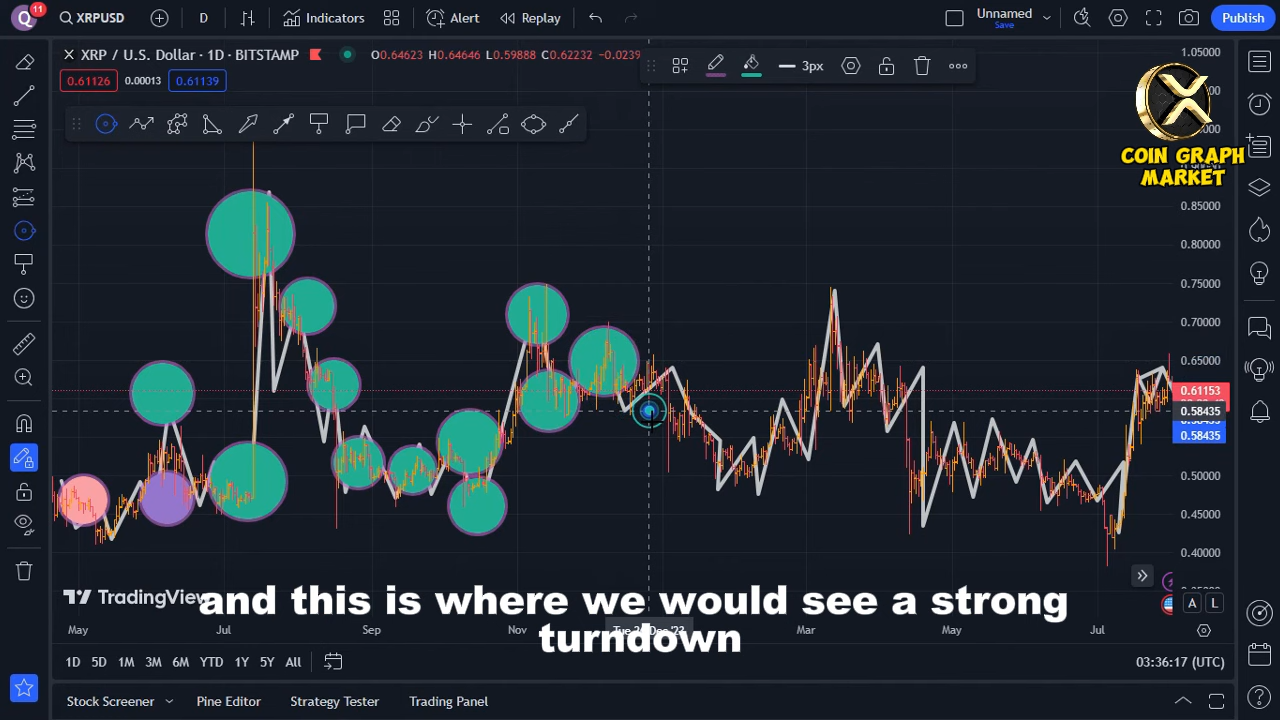 Q 11 XRPUSD D Indicators Alert Replay Unnamed Save Publish
XRP / U.S. Dollar · 1D · BITSTAMP O0.64623 H0.64646 L0.59888 C0.62232 −0.0239
0.61126 0.00013 0.61139
3px
COIN GRAPH
MARKET
1.05000
0.85000
0.80000
0.75000
0.70000
0.65000
0.61153
0.58435
0.58435
0.50000
0.45000
0.40000
TradingView
and this is where we would see a strong
turndown
A L
May Jul Sep Nov Mar May Jul
1D 5D 1M 3M 6M YTD 1Y 5Y All 03:36:17 (UTC)
Stock Screener Pine Editor Strategy Tester Trading Panel